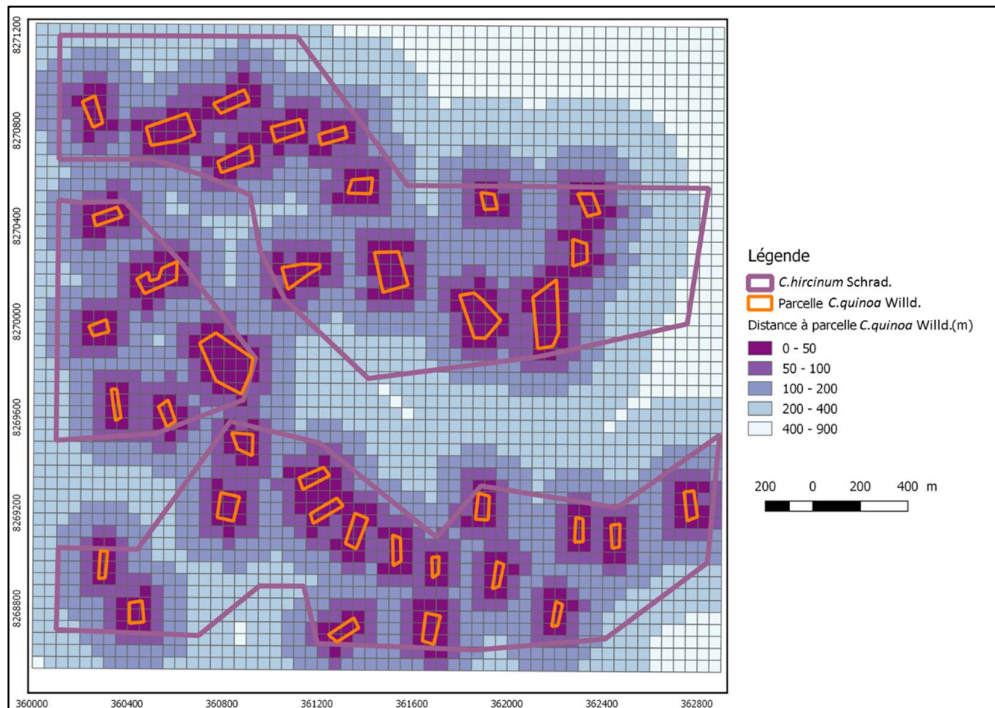 8271200
8270800
8270400
8270000
8269600
8269200
8268800
360000 360400 360800 361200 361600 362000 362400 362800
Légende
C.hircinum Schrad.
Parcelle C.quinoa Willd.
Distance à parcelle C.quinoa Willd.(m)
0 - 50
50 - 100
100 - 200
200 - 400
400 - 900
200 0 200 400 m